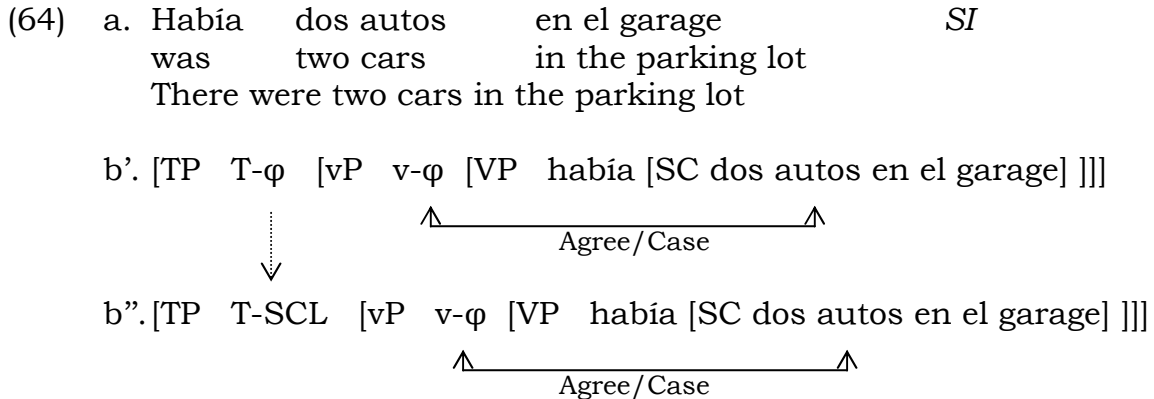 (64) a. Había dos autos en el garage SI
was two cars in the parking lot
There were two cars in the parking lot
b’. [TP T-φ [vP v-φ [VP había [SC dos autos en el garage] ]]]
Agree/Case
b”. [TP T-SCL [vP v-φ [VP había [SC dos autos en el garage] ]]]
Agree/Case